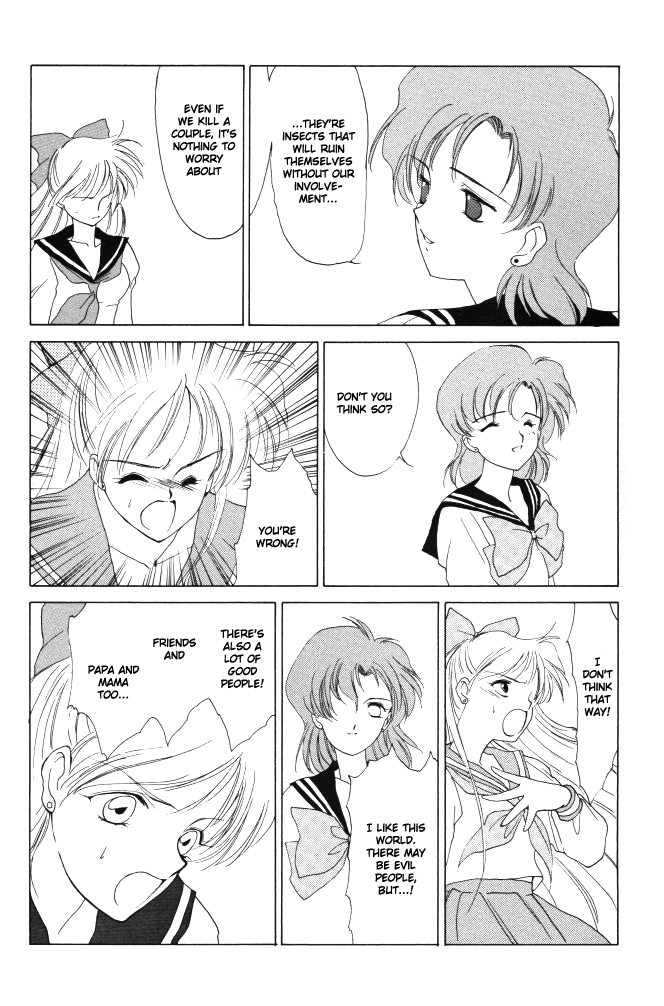 ...THEY'RE
INSECTS THAT
WILL RUIN
THEMSELVES
WITHOUT OUR
INVOLVE-
MENT...
EVEN IF
WE KILL A
COUPLE, IT'S
NOTHING TO
WORRY
ABOUT
DON'T YOU
THINK SO?
YOU'RE
WRONG!
I
DON'T
THINK
THAT
WAY!
I LIKE THIS
WORLD.
THERE MAY
BE EVIL
PEOPLE,
BUT...!
THERE'S
ALSO A
LOT OF
GOOD
PEOPLE!
FRIENDS
AND
PAPA AND
MAMA
TOO...